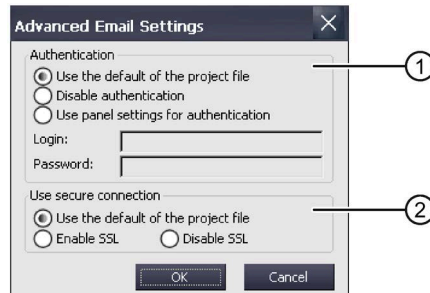 Advanced Email Settings
Authentication
Use the default of the project file
Disable authentication
Use panel settings for authentication
Login:
Password:
Use secure connection
Use the default of the project file
Enable SSL Disable SSL
OK Cancel
1
2